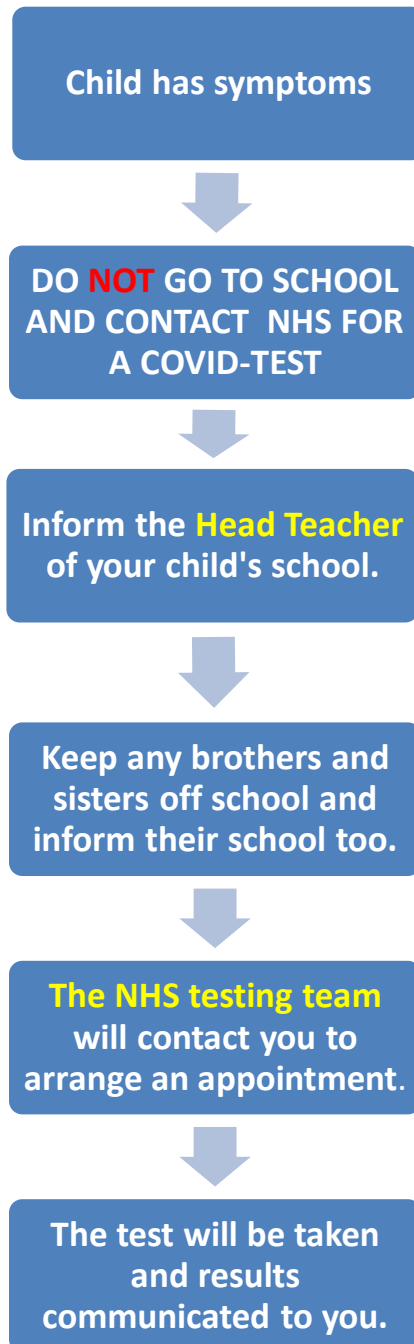 Child has symptoms
DO NOT GO TO SCHOOL
AND CONTACT NHS FOR
A COVID-TEST
Inform the Head Teacher
of your child's school.
Keep any brothers and
sisters off school and
inform their school too.
The NHS testing team
will contact you to
arrange an appointment.
The test will be taken
and results
communicated to you.